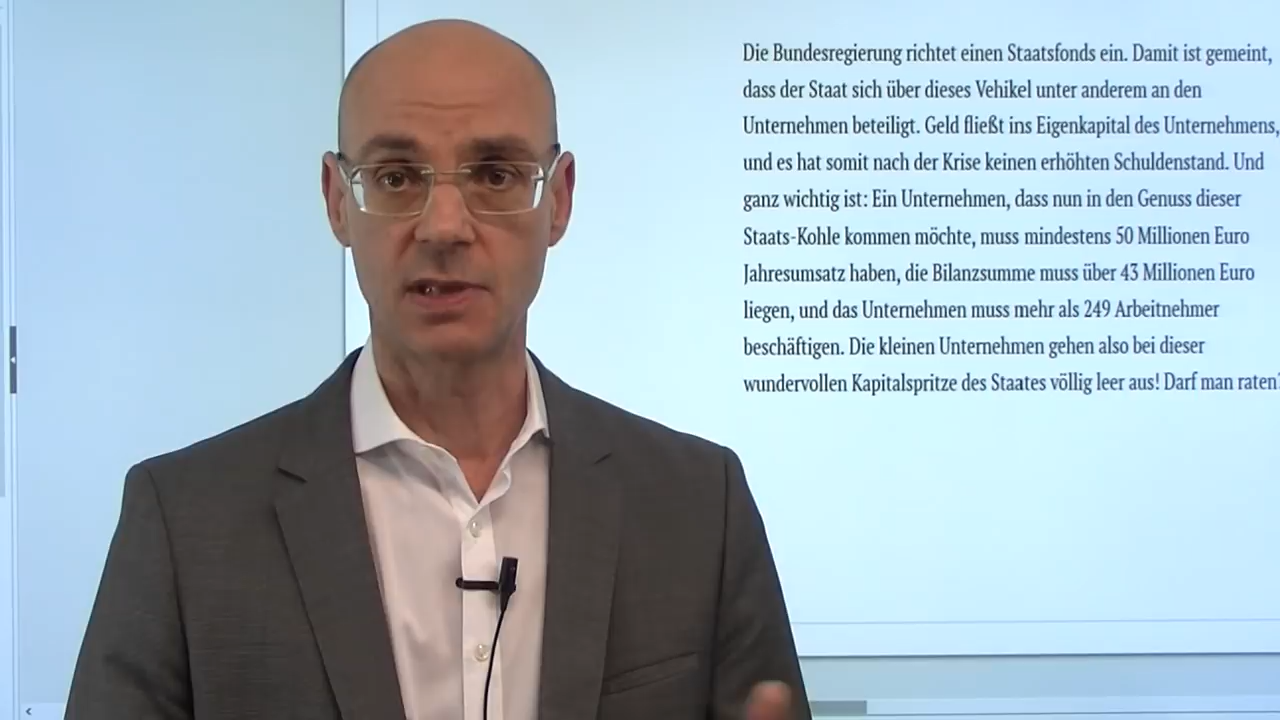 Die Bundesregierung richtet einen Staatsfonds ein. Damit ist gemeint,
dass der Staat sich über dieses Vehikel unter anderem an den
Unternehmen beteiligt. Geld fließt ins Eigenkapital des Unternehmens,
und es hat somit nach der Krise keinen erhöhten Schuldenstand. Und
ganz wichtig ist: Ein Unternehmen, dass nun in den Genuss dieser
Staats-Kohle kommen möchte, muss mindestens 50 Millionen Euro
Jahresumsatz haben, die Bilanzsumme muss über 43 Millionen Euro
liegen, und das Unternehmen muss mehr als 249 Arbeitnehmer
beschäftigen. Die kleinen Unternehmen gehen also bei dieser
wundervollen Kapitalspritze des Staates völlig leer aus! Darf man raten?